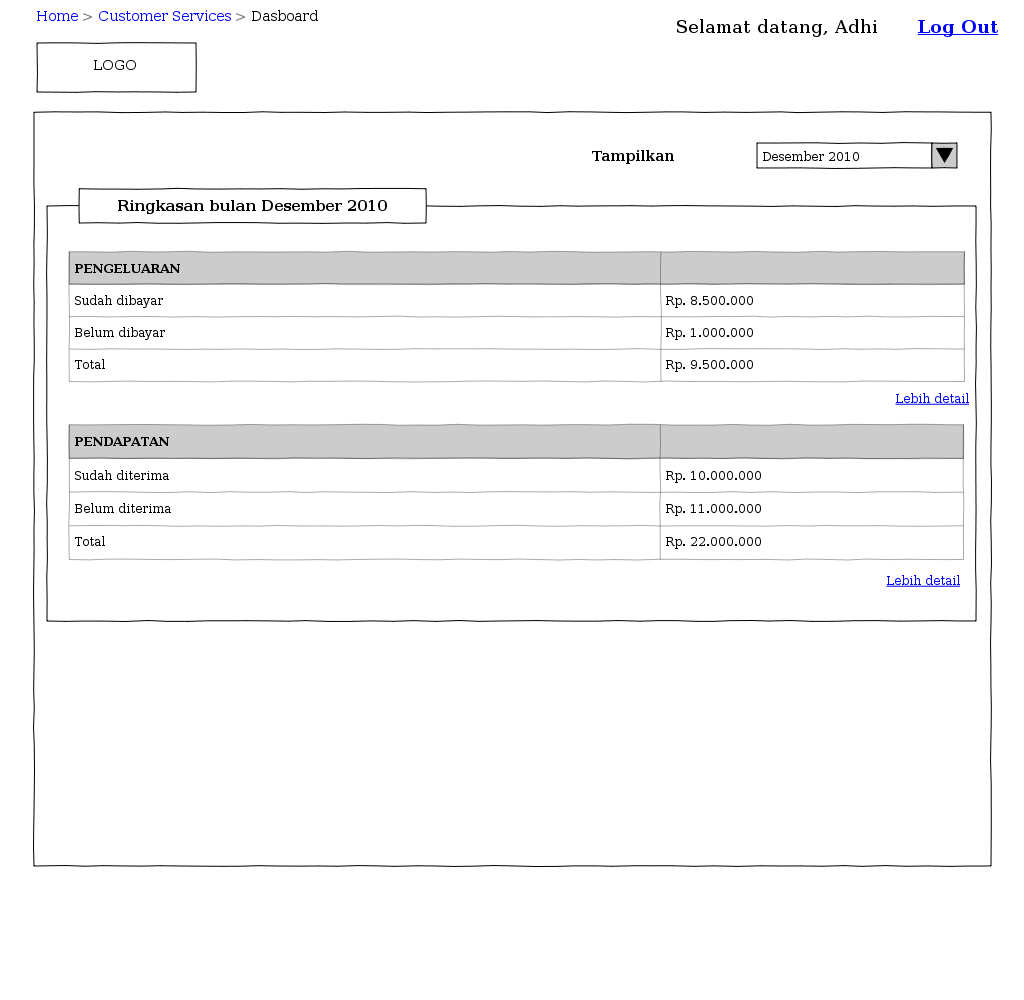 Home > Customer Services > Dasboard
Selamat datang, Adhi Log Out
LOGO
Tampilkan Desember 2010
Ringkasan bulan Desember 2010
PENGELUARAN
Sudah dibayar Rp. 8.500.000
Belum dibayar Rp. 1.000.000
Total Rp. 9.500.000
Lebih detail
PENDAPATAN
Sudah diterima Rp. 10.000.000
Belum diterima Rp. 11.000.000
Total Rp. 22.000.000
Lebih detail